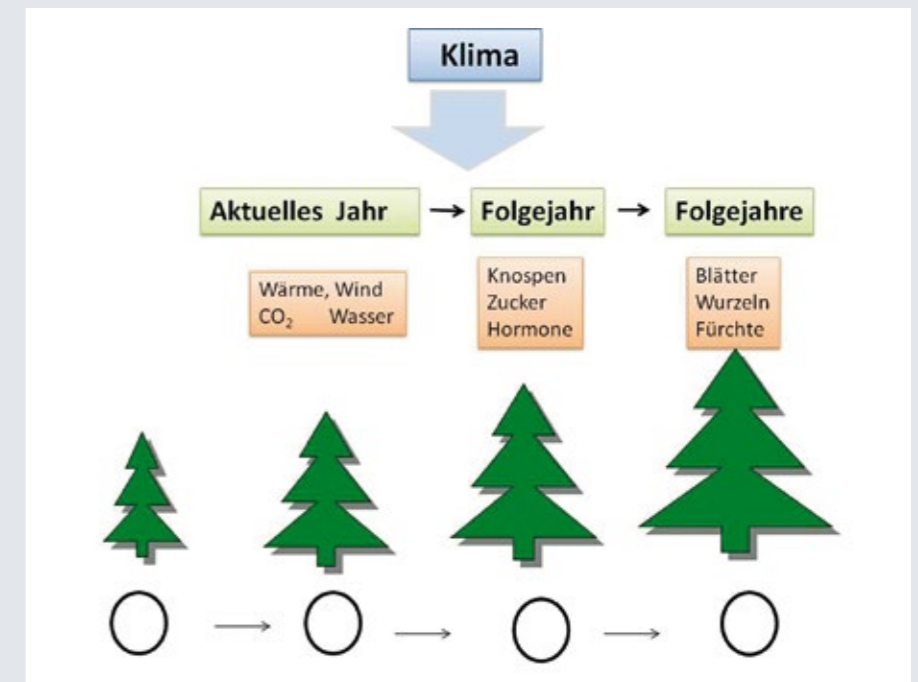 Klima
Aktuelles Jahr
Folgejahr
Folgejahre
Wärme, Wind
CO₂ Wasser
Knospen
Zucker
Hormone
Blätter
Wurzeln
Fürchte